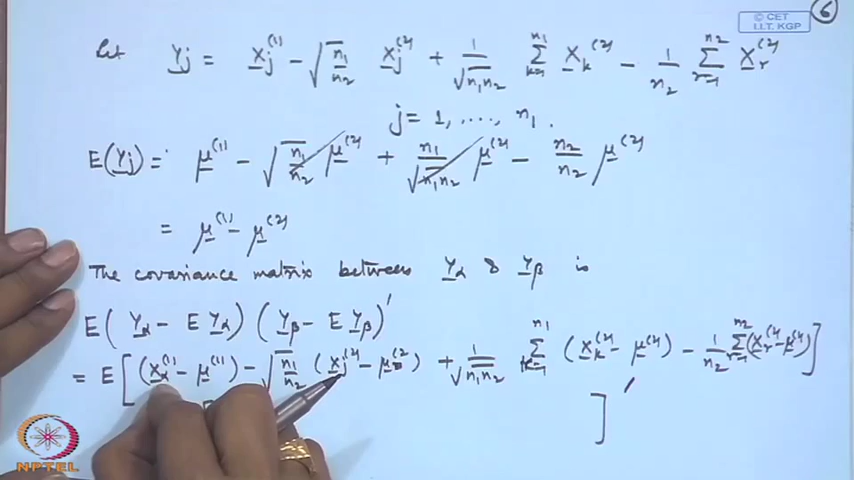 © CET
I.I.T. KGP
6
Let Yj = Xj^(1) − √(n1/n2) Xj^(2) + 1/√(n1n2) Σ_{k=1}^{n1} Xk^(2) − 1/n2 Σ_{r=1}^{n2} Xr^(2)
j = 1, ..., n1.
E(Yj) = μ^(1) − √(n1/n2) μ^(2) + n1/√(n1n2) μ^(2) − n2/n2 μ^(2)
= μ^(1) − μ^(2)
The covariance matrix between Yα & Yβ is
E(Yα − E Yα)(Yβ − E Yβ)'
= E[(Xα^(1) − μ^(1)) − √(n1/n2) (Xj^(2) − μ^(2)) + 1/√(n1n2) Σ_{k=1}^{n1} (Xk^(2) − μ^(2)) − 1/n2 Σ_{r=1}^{n2} (Xr^(2) − μ^(2))]
]'
NPTEL